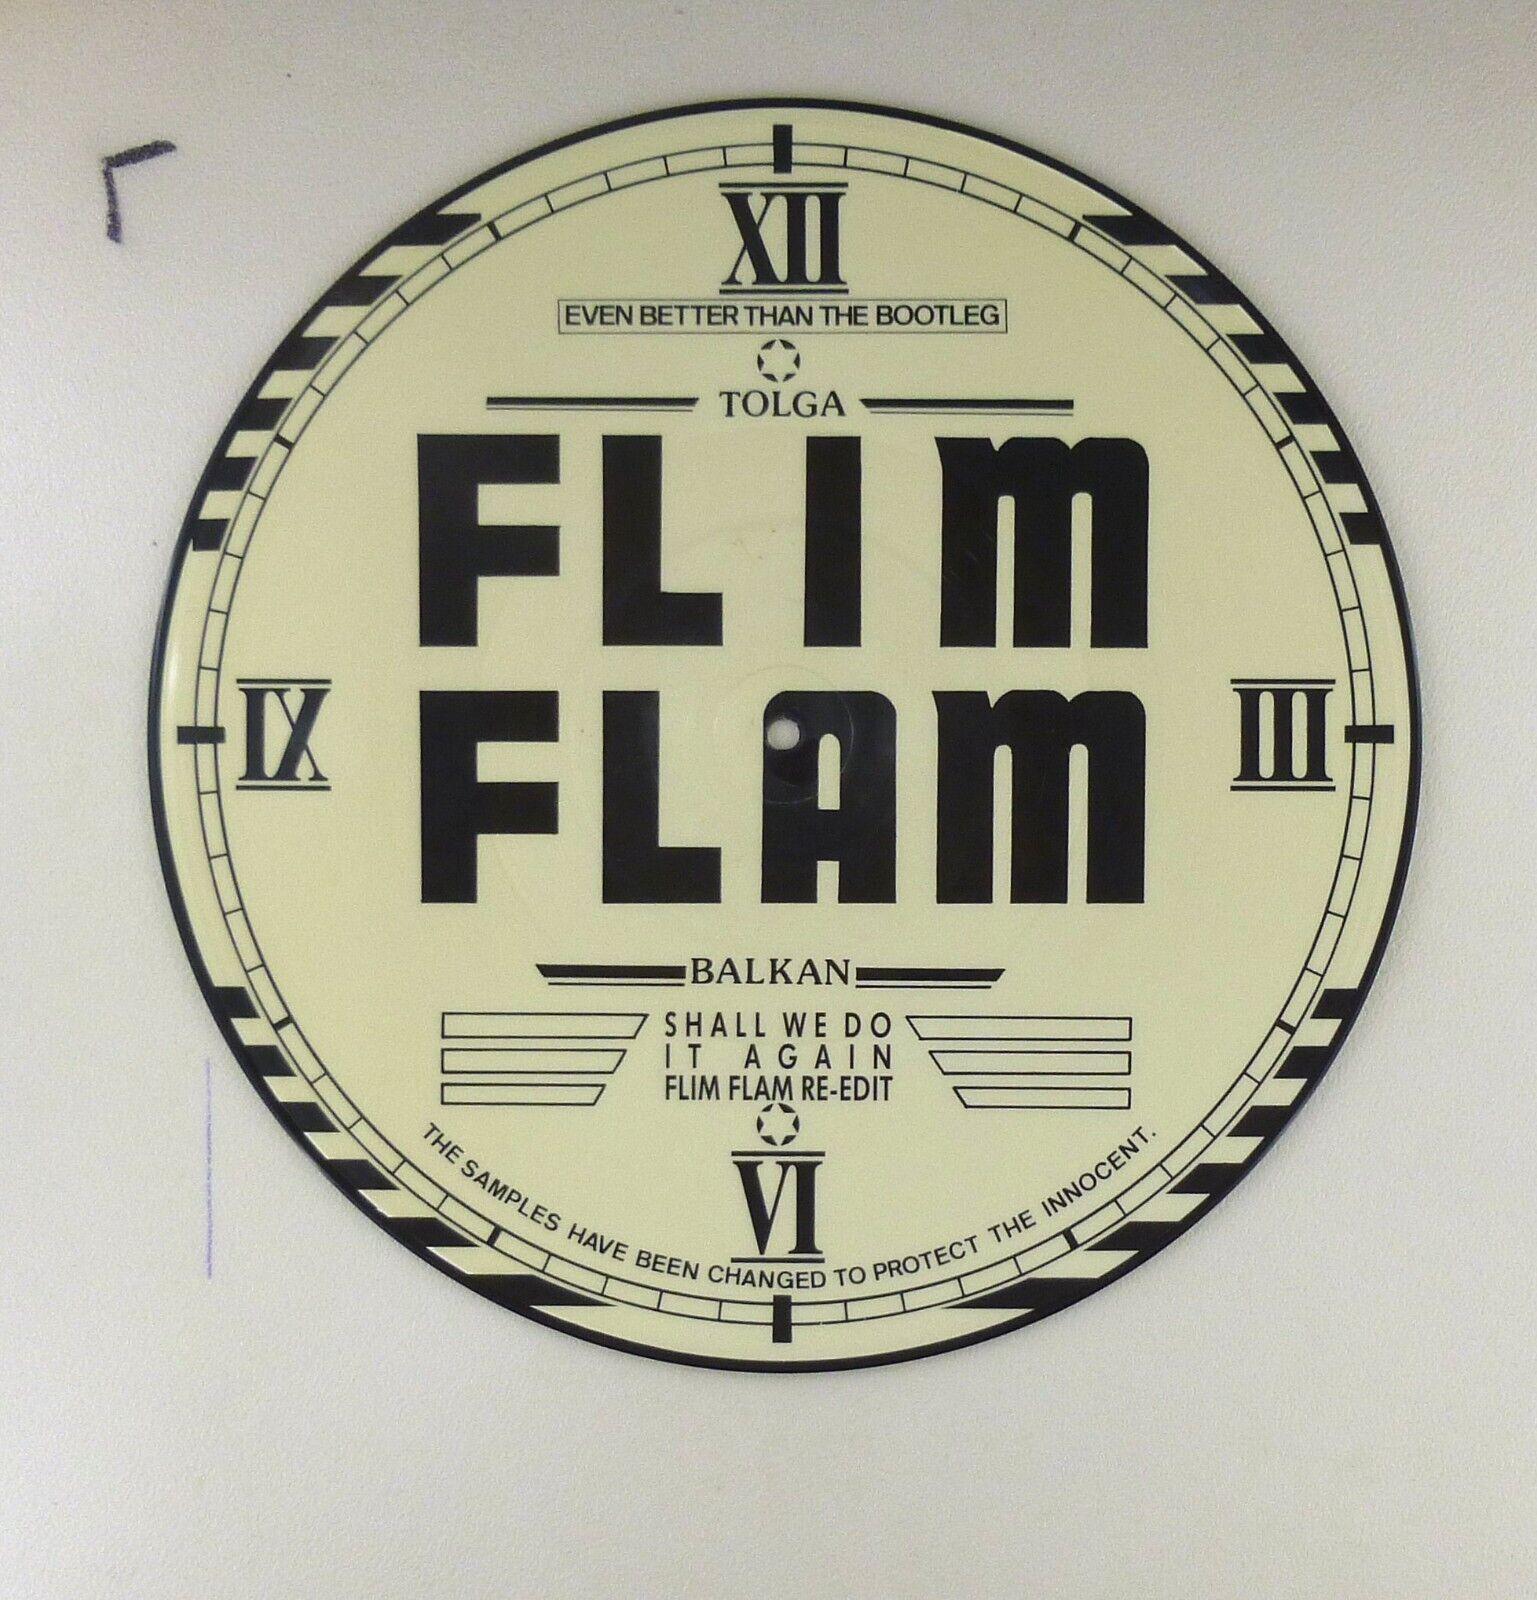 XII
EVEN BETTER THAN THE BOOTLEG
TOLGA
FLIM
FLAM
IX
III
BALKAN
SHALL WE DO
IT AGAIN
FLIM FLAM RE-EDIT
VI
THE SAMPLES HAVE BEEN CHANGED TO PROTECT THE INNOCENT.